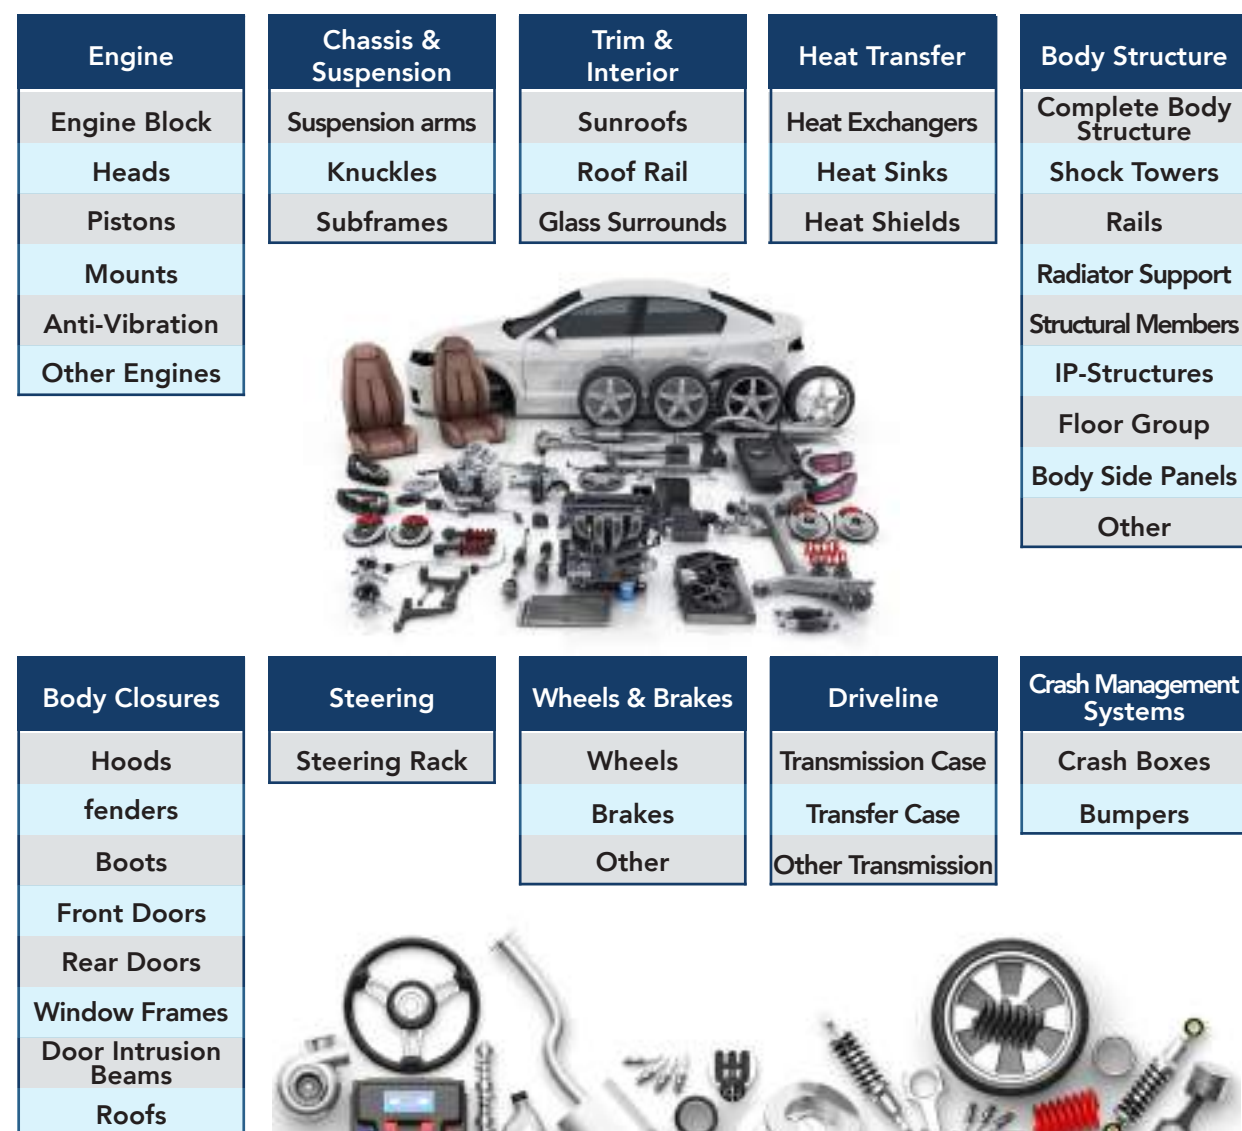 Engine
Engine Block
Heads
Pistons
Mounts
Anti-Vibration
Other Engines
Chassis &
Suspension
Suspension arms
Knuckles
Subframes
Trim &
Interior
Sunroofs
Roof Rail
Glass Surrounds
Heat Transfer
Heat Exchangers
Heat Sinks
Heat Shields
Body Structure
Complete Body
Structure
Shock Towers
Rails
Radiator Support
Structural Members
IP-Structures
Floor Group
Body Side Panels
Other
Body Closures
Hoods
fenders
Boots
Front Doors
Rear Doors
Window Frames
Door Intrusion
Beams
Roofs
Steering
Steering Rack
Wheels & Brakes
Wheels
Brakes
Other
Driveline
Transmission Case
Transfer Case
Other Transmission
Crash Management
Systems
Crash Boxes
Bumpers